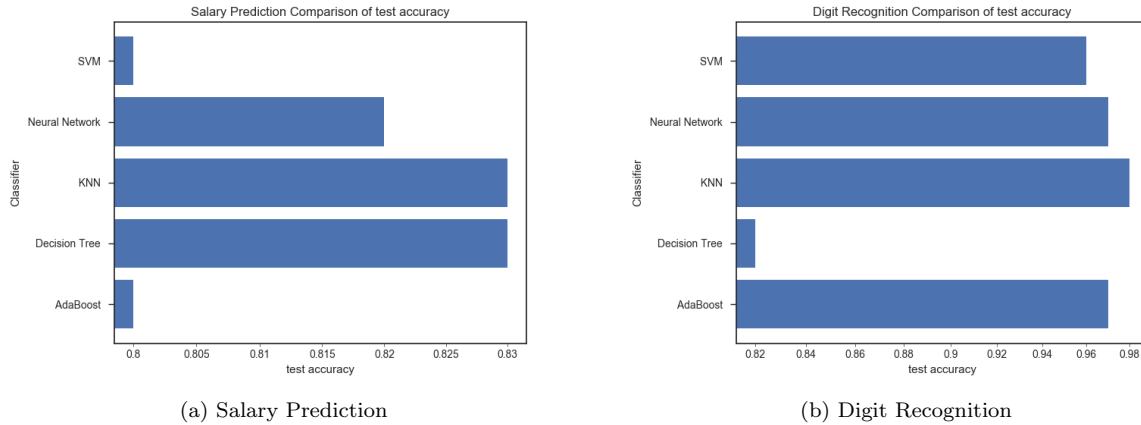 Salary Prediction Comparison of test accuracy
SVM
Neural Network
KNN
Decision Tree
AdaBoost
Classifier
0.8 0.805 0.81 0.815 0.82 0.825 0.83
test accuracy
(a) Salary Prediction
Digit Recognition Comparison of test accuracy
SVM
Neural Network
KNN
Decision Tree
AdaBoost
Classifier
0.82 0.84 0.86 0.88 0.9 0.92 0.94 0.96 0.98
test accuracy
(b) Digit Recognition